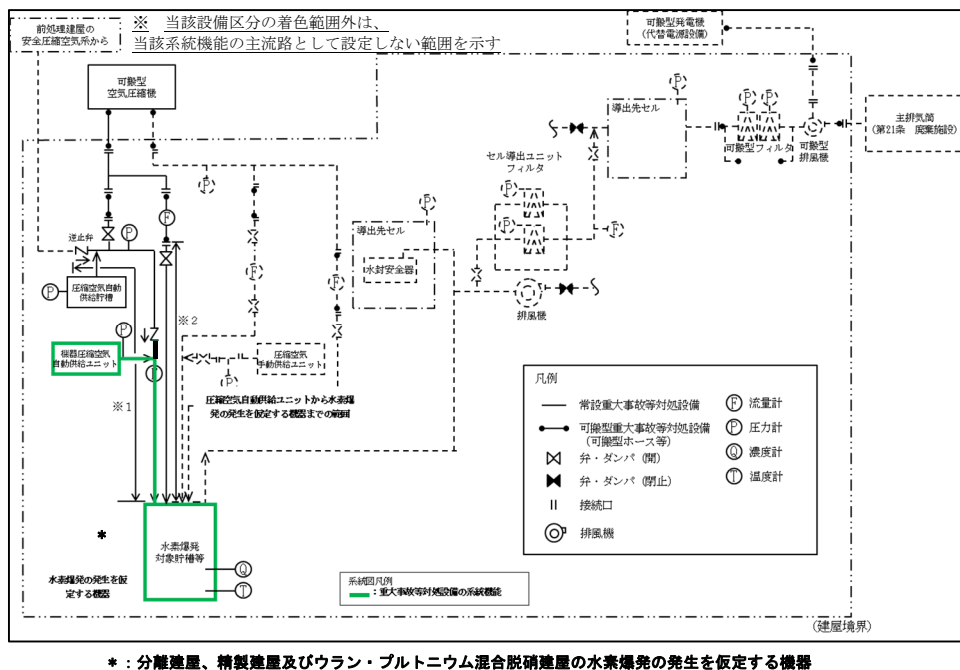 前処理建屋の
安全圧縮空気系から
※　当該設備区分の着色範囲外は、
当該系統機能の主流路として設定しない範囲を示す
可搬型発電機
(代替電源設備)
可搬型
空気圧縮機
導出先セル
主排気筒
(第21条　廃棄施設)
可搬型フィルタ
可搬型
排風機
セル導出ユニット
フィルタ
導出先セル
水封安全器
排風機
逆止弁
圧縮空気自動
供給貯槽
機器圧縮空気
自動供給ユニット
圧縮空気
手動供給ユニット
※2
※1
圧縮空気自動供給ユニットから水素爆
発の発生を仮定する機器までの範囲
凡例
常設重大事故等対処設備
可搬型重大事故等対処設備
(可搬型ホース等)
弁・ダンパ（開）
弁・ダンパ（閉止）
接続口
排風機
F 流量計
P 圧力計
Q 濃度計
T 温度計
*
水素爆発
対象貯槽等
Q
T
水素爆発の発生を仮
定する機器
系統図凡例
：重大事故等対処設備の系統機能
(建屋境界)
*：分離建屋、精製建屋及びウラン・プルトニウム混合脱硝建屋の水素爆発の発生を仮定する機器